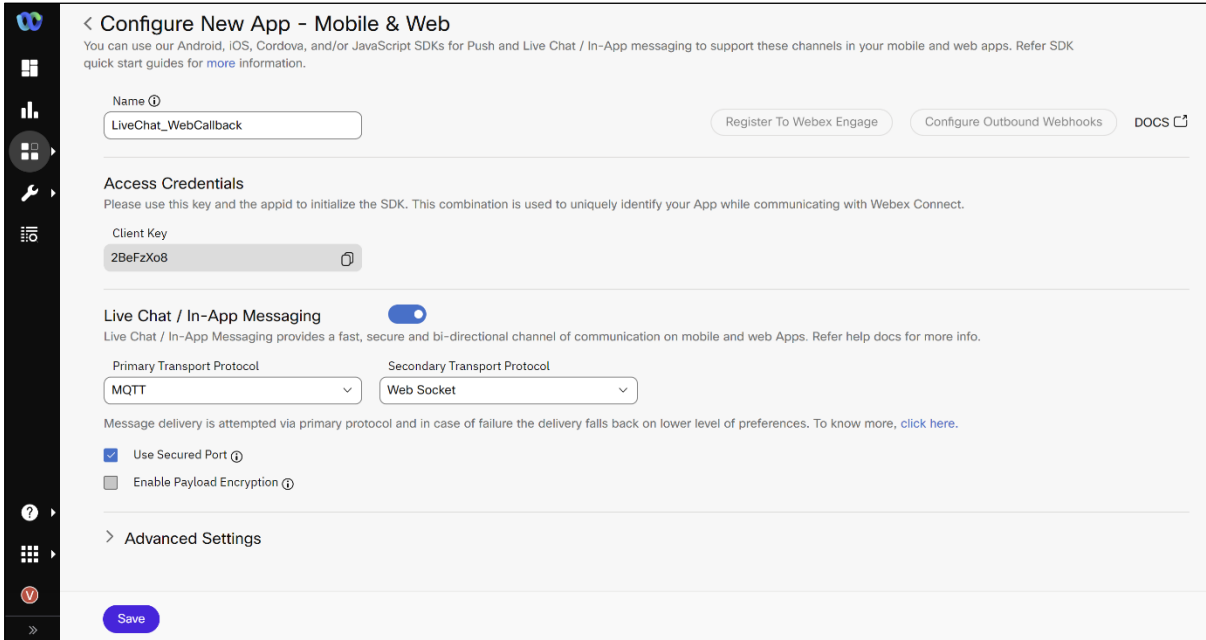 Configure New App - Mobile & Web
You can use our Android, iOS, Cordova, and/or JavaScript SDKs for Push and Live Chat / In-App messaging to support these channels in your mobile and web apps. Refer SDK
quick start guides for more information.
Name
LiveChat_WebCallback
Register To Webex Engage
Configure Outbound Webhooks
DOCS
Access Credentials
Please use this key and the appid to initialize the SDK. This combination is used to uniquely identify your App while communicating with Webex Connect.
Client Key
2BeFzXo8
Live Chat / In-App Messaging
Live Chat / In-App Messaging provides a fast, secure and bi-directional channel of communication on mobile and web Apps. Refer help docs for more info.
Primary Transport Protocol
Secondary Transport Protocol
MQTT
Web Socket
Message delivery is attempted via primary protocol and in case of failure the delivery falls back on lower level of preferences. To know more, click here.
Use Secured Port
Enable Payload Encryption
Advanced Settings
V
Save